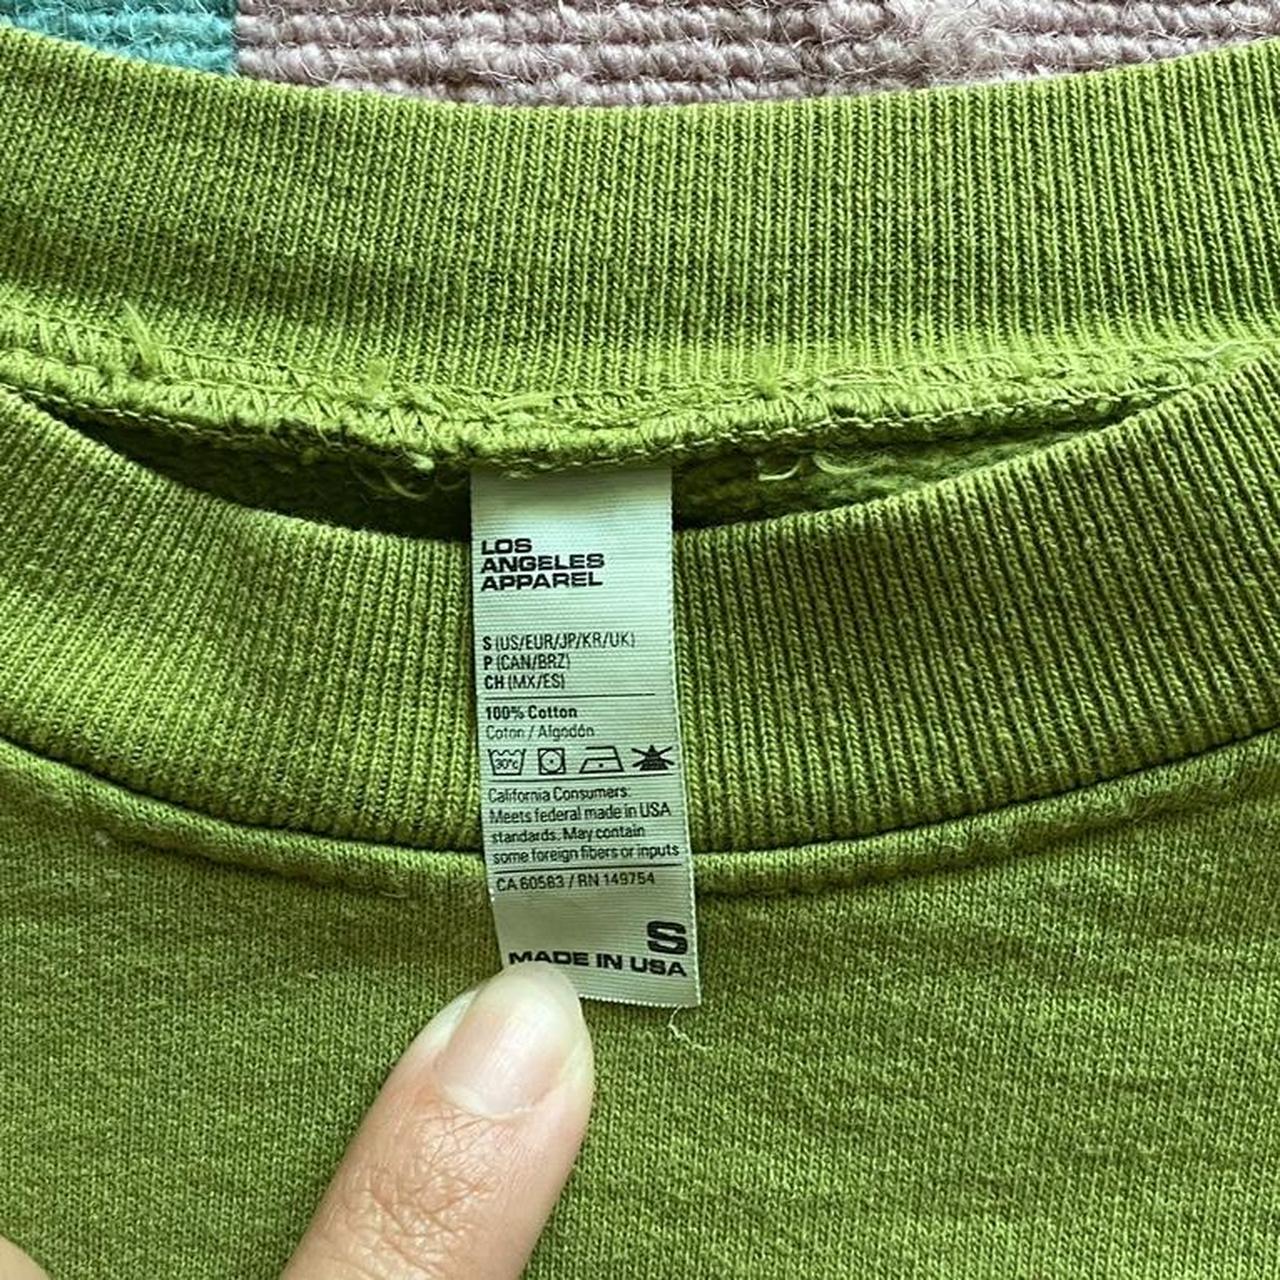 LOS
ANGELES
APPAREL
S (US/EUR/JP/KR/UK)
P (CAN/BRZ)
CH (MX/ES)
100% Cotton
Coton / Algodón
30°c
California Consumers:
Meets federal made in USA
standards. May contain
some foreign fibers or inputs
CA 60583 / RN 149754
S
MADE IN USA